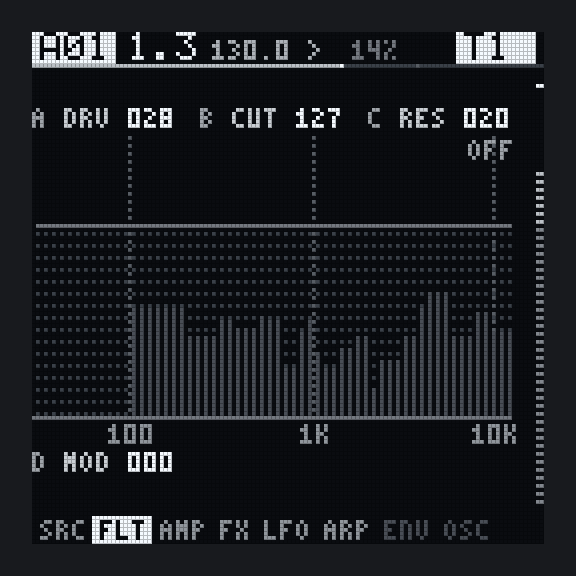 A01 1.3 130.0 > 14% T1
A DRV 028 B CUT 127 C RES 020
OFF
100 1K 10K
D MOD 000
SRC FLT AMP FX LFO ARP ENV OSC